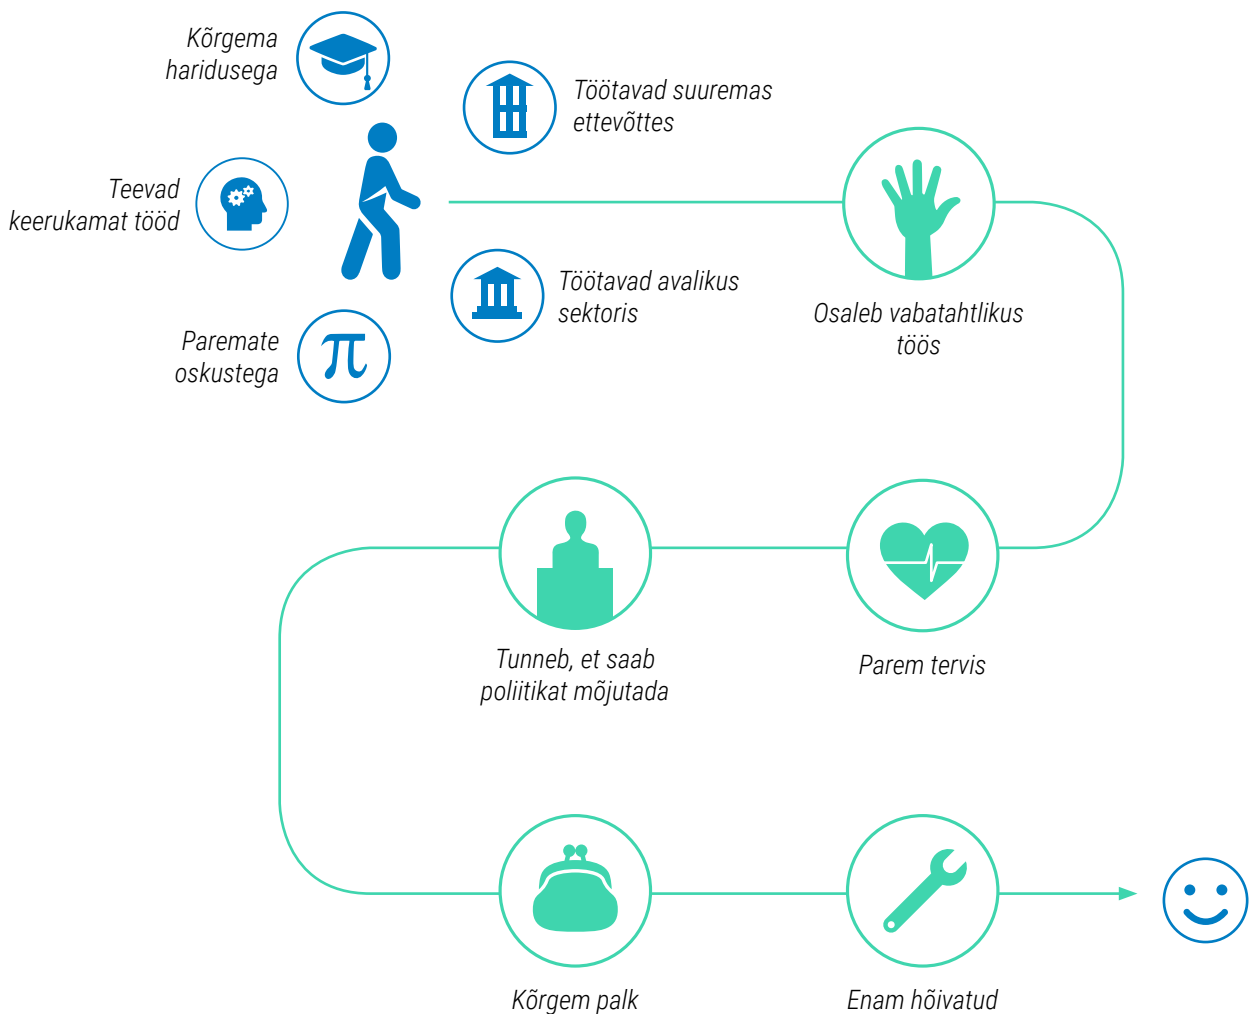 Kõrgema
haridusega
Töötavad suuremas
ettevõttes
Teevad
keerukamat tööd
Töötavad avalikus
sektoris
Paremate
oskustega
π
Osaleb vabatahtlikus
töös
Tunneb, et saab
poliitikat mõjutada
Parem tervis
Kõrgem palk
Enam hõivatud